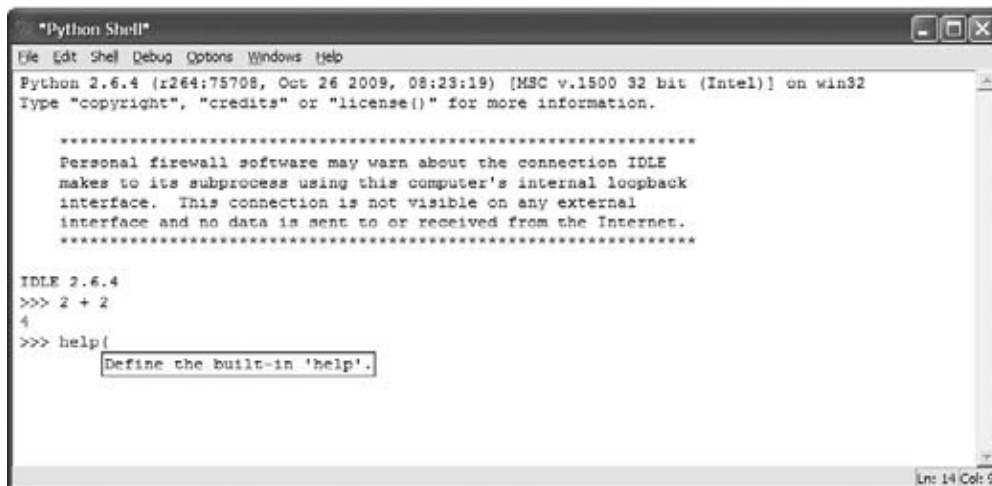 *Python Shell*
File Edit Shell Debug Options Windows Help
Python 2.6.4 (r264:75708, Oct 26 2009, 08:23:19) [MSC v.1500 32 bit (Intel)] on win32
Type "copyright", "credits" or "license()" for more information.
****************************************************************
Personal firewall software may warn about the connection IDLE
makes to its subprocess using this computer's internal loopback
interface. This connection is not visible on any external
interface and no data is sent to or received from the Internet.
****************************************************************
IDLE 2.6.4
>>> 2 + 2
4
>>> help(
Define the built-in 'help'.
Ln: 14 Col: 9